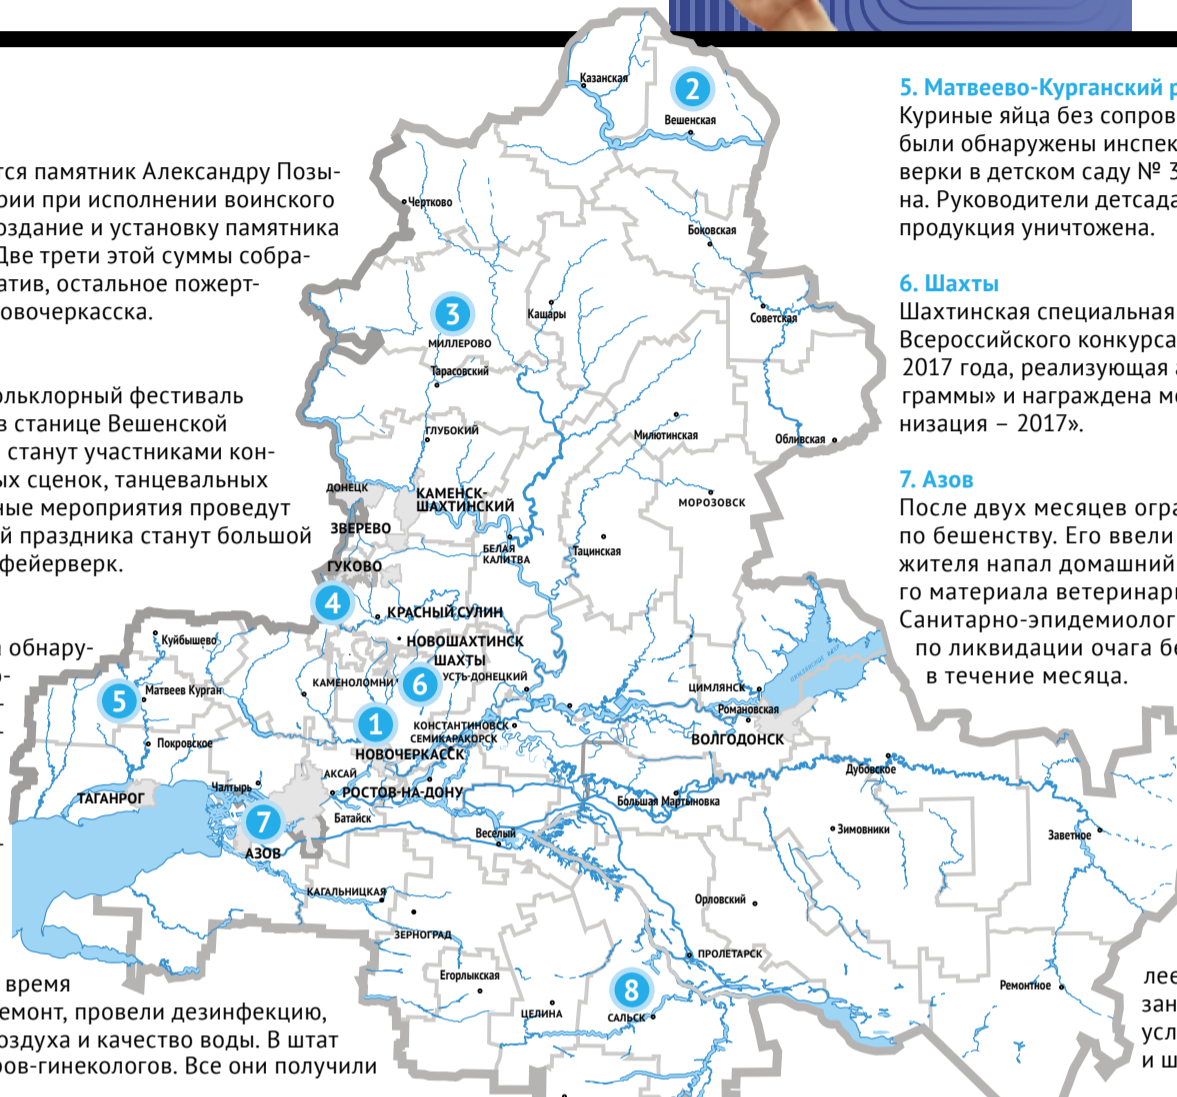 тся памятник Александру Позы-
рии при исполнении воинского
оздание и установку памятника
Две трети этой суммы собра-
атив, остальное пожерт-
овочеркасска.
ольклорный фестиваль
в станице Вешенской
станут участниками кон-
ых сценок, танцевальных
ные мероприятия проведут
й праздника станут большой
фейерверк.
обнару-
время
емонт, провели дезинфекцию,
оздуха и качество воды. В штат
ров-гинекологов. Все они получили
Казанская
2
Вешенская
Чертково
Боковская
3
МИЛЛЕРОВО
Кашары
Советская
Тарасовский
ГЛУБОКИЙ
Милютинская
Обливская
ДОНЕЦК
КАМЕНСК-
ШАХТИНСКИЙ
МОРОЗОВСК
ЗВЕРЕВО
БЕЛАЯ
КАЛИТВА
Тацинская
ГУКОВО
4
КРАСНЫЙ СУЛИН
Куйбышево
НОВОШАХТИНСК
ШАХТЫ
УСТЬ-ДОНЕЦКИЙ
КАМЕНОЛОМНИ
6
5
Матвеев Курган
ЦИМЛЯНСК
Романовская
1
КОНСТАНТИНОВСК
СЕМИКАРАКОРСК
ВОЛГОДОНСК
Покровское
НОВОЧЕРКАССК
АКСАЙ
Дубовское
ТАГАНРОГ
Чалтырь
РОСТОВ-НА-ДОНУ
Большая Мартыновка
7
Батайск
Веселый
Зимовники
Заветное
АЗОВ
КАГАЛЬНИЦКАЯ
Орловский
ЗЕРНОГРАД
ПРОЛЕТАРСК
Егорлыкская
8
Ремонтное
ЦЕЛИНА
САЛЬСК
5. Матвеево-Курганский р
Куриные яйца без сопров
были обнаружены инспек
верки в детском саду № 3
на. Руководители детсада
продукция уничтожена.
6. Шахты
Шахтинская специальная
Всероссийского конкурса
2017 года, реализующая а
граммы» и награждена ме
низация – 2017».
7. Азов
После двух месяцев огра
по бешенству. Его ввели
жителя напал домашний
го материала ветеринар
Санитарно-эпидемиолог
по ликвидации очага бе
в течение месяца.
лее
зан
усл
и ш